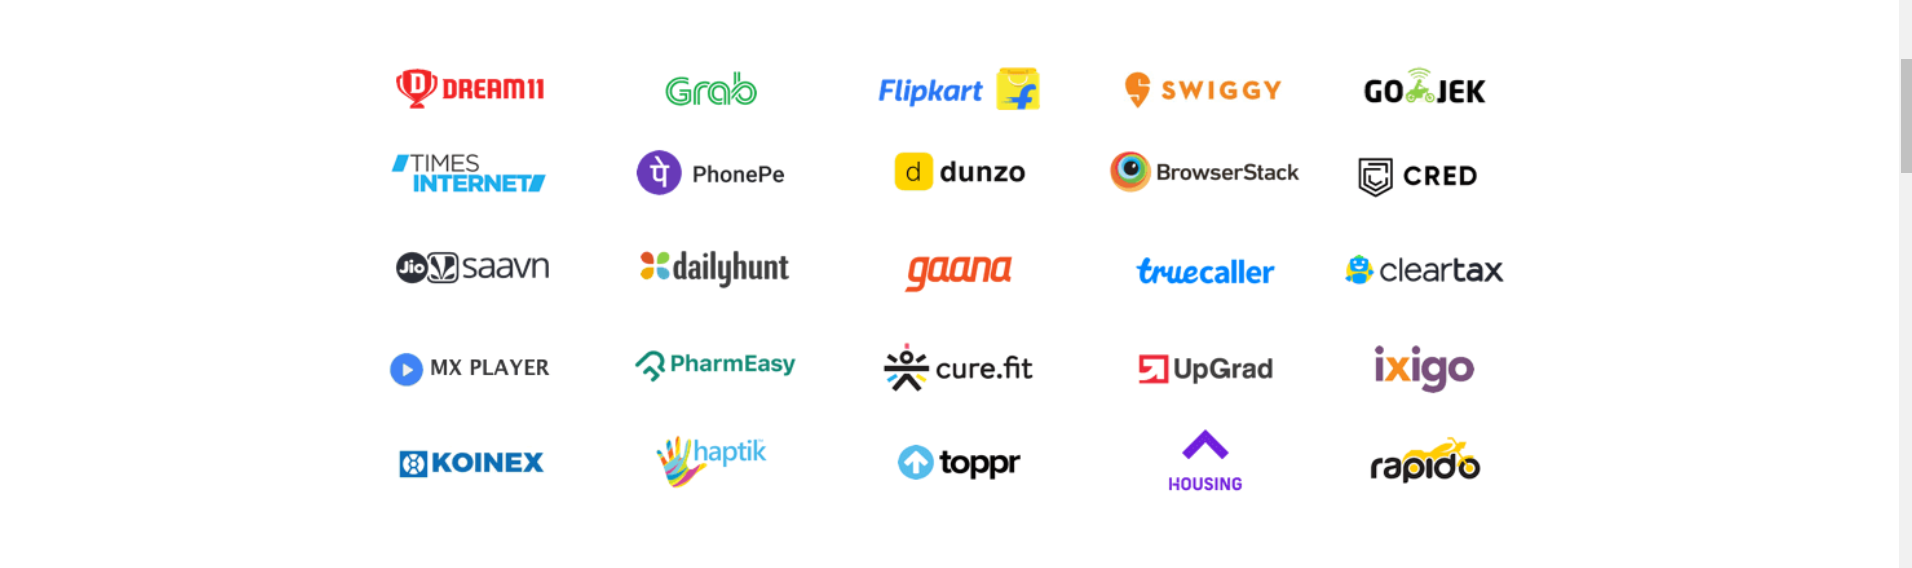 D DREAM11
Grab
Flipkart f
SWIGGY
GO JEK
TIMES
INTERNET
पे PhonePe
d dunzo
BrowserStack
CRED
Jio saavn
dailyhunt
gaana
truecaller
cleartax
MX PLAYER
PharmEasy
cure.fit
UpGrad
ixigo
KOINEX
haptik
toppr
HOUSING
rapido